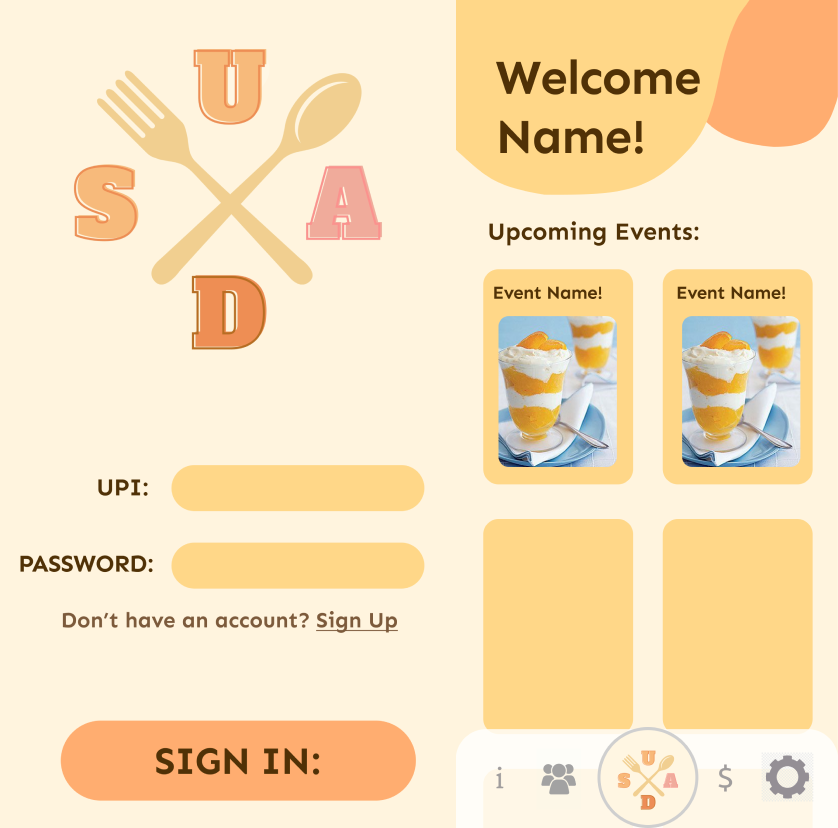 U
S A
D
UPI:
PASSWORD:
Don't have an account? Sign Up
SIGN IN:
Welcome
Name!
Upcoming Events:
Event Name! Event Name!
i $
U
S A
D